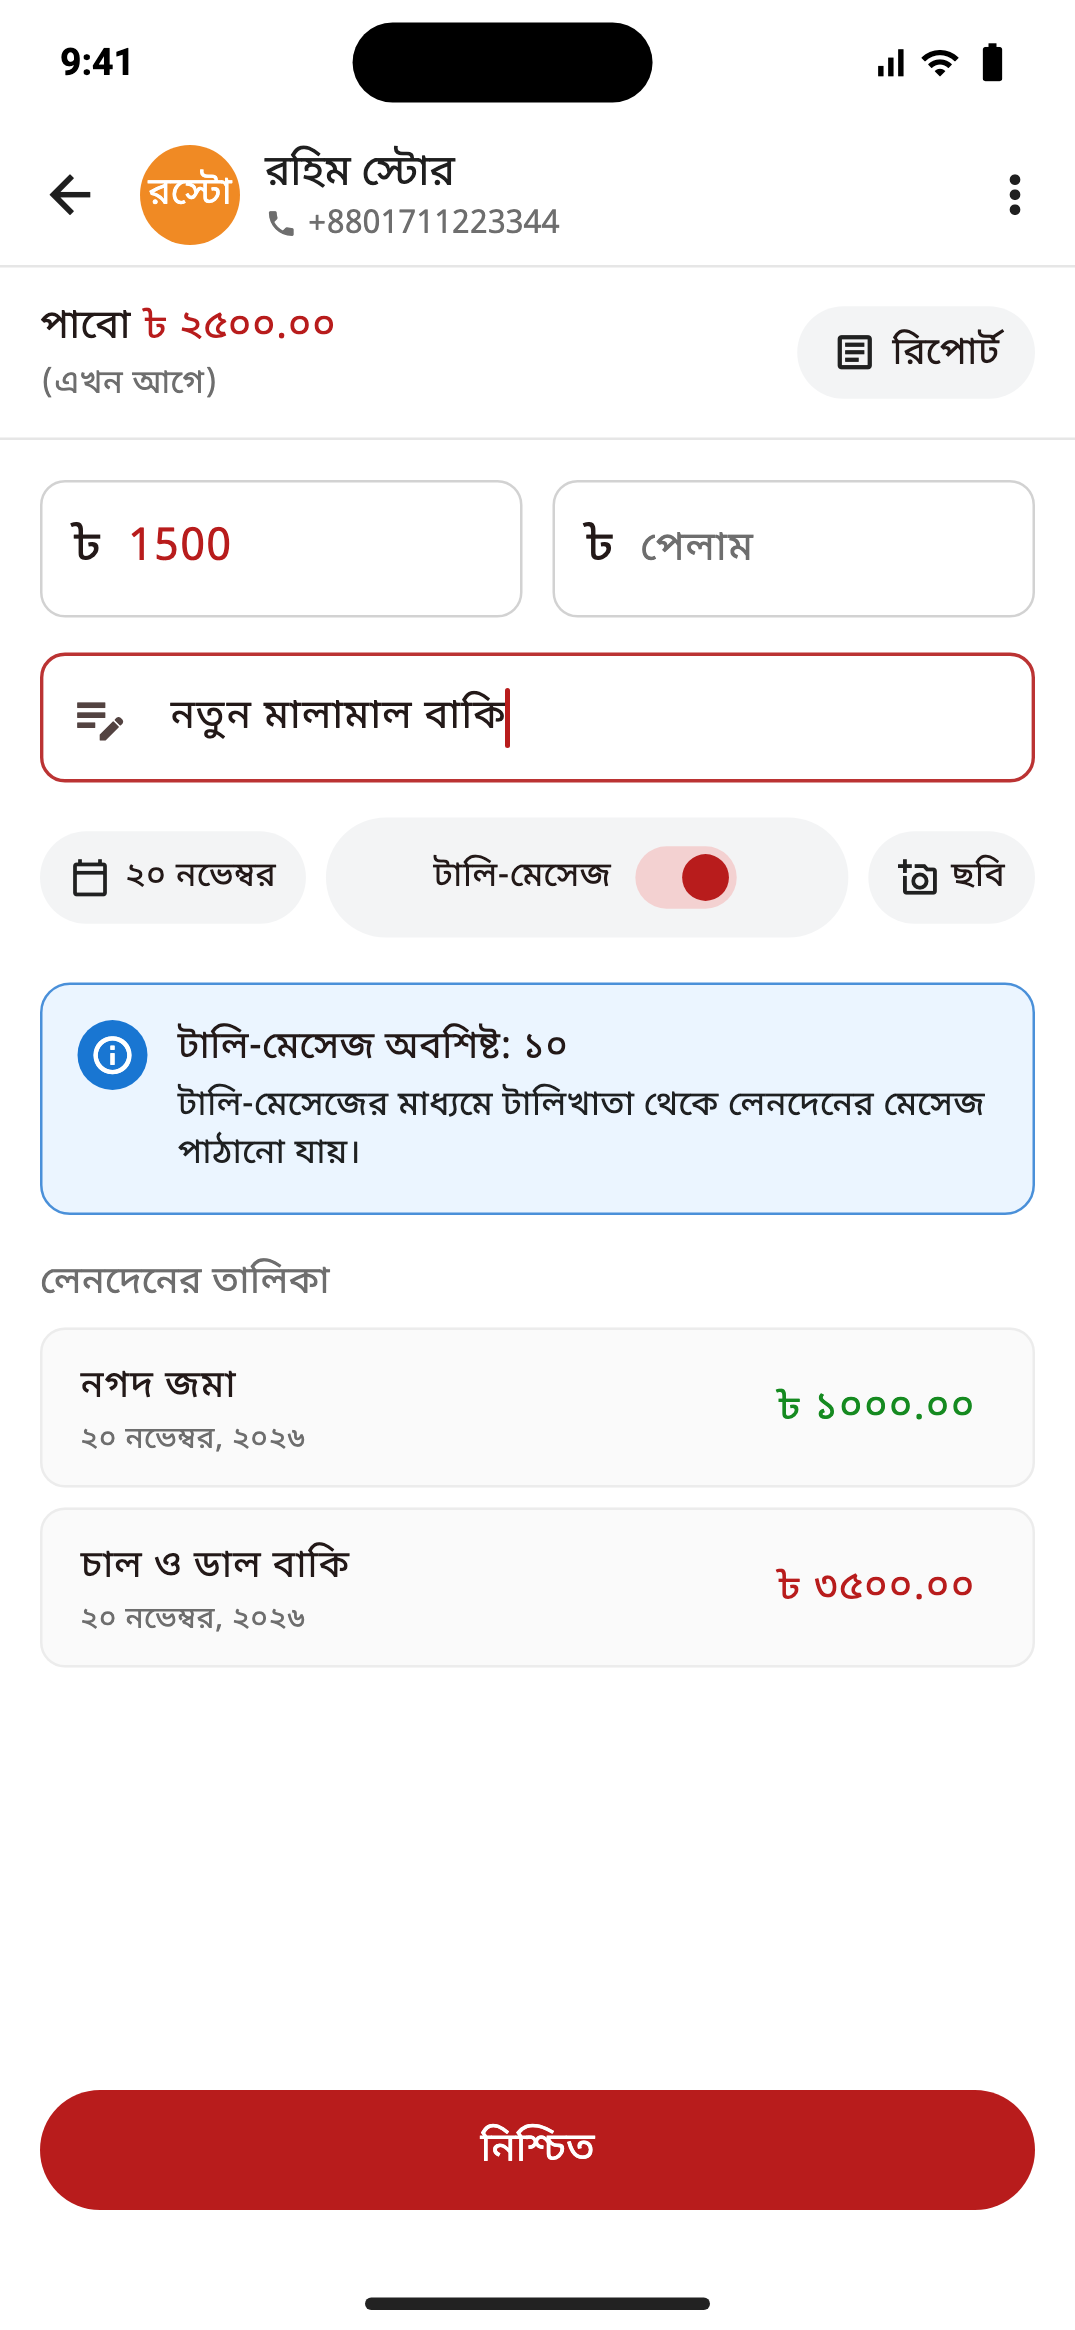 9:41
রস্টো
রহিম স্টোর
+8801711223344
পাবো ৳ ২৫০০.০০
(এখন আগে)
রিপোর্ট
৳ 1500
৳ পেলাম
নতুন মালামাল বাকি
২০ নভেম্বর
টালি-মেসেজ
ছবি
টালি-মেসেজ অবশিষ্ট: ১০
টালি-মেসেজের মাধ্যমে টালিখাতা থেকে লেনদেনের মেসেজ
পাঠানো যায়।
লেনদেনের তালিকা
নগদ জমা
২০ নভেম্বর, ২০২৬
৳ ১০০০.০০
চাল ও ডাল বাকি
২০ নভেম্বর, ২০২৬
৳ ৩৫০০.০০
নিশ্চিত